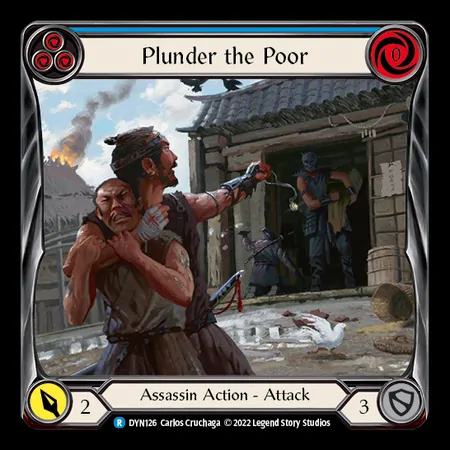 0
Plunder the Poor
2
Assassin Action - Attack
3
R DYN126 Carlos Cruchaga © 2022 Legend Story Studios